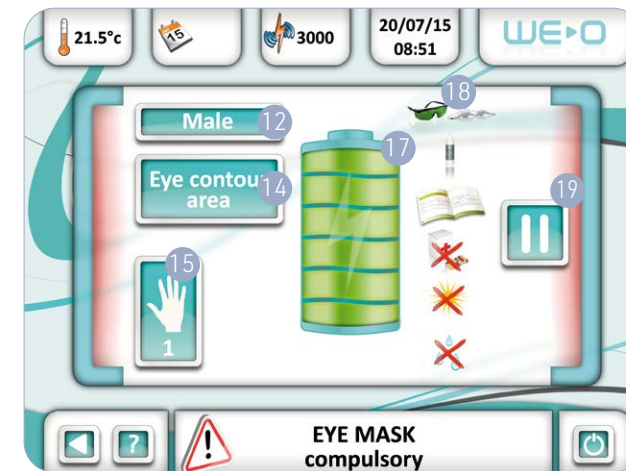 21.5°c
15
3000
20/07/15
08:51
WE►O
Male 12
18
17
Eye contour
area
14
19
15
1
?
EYE MASK
compulsory